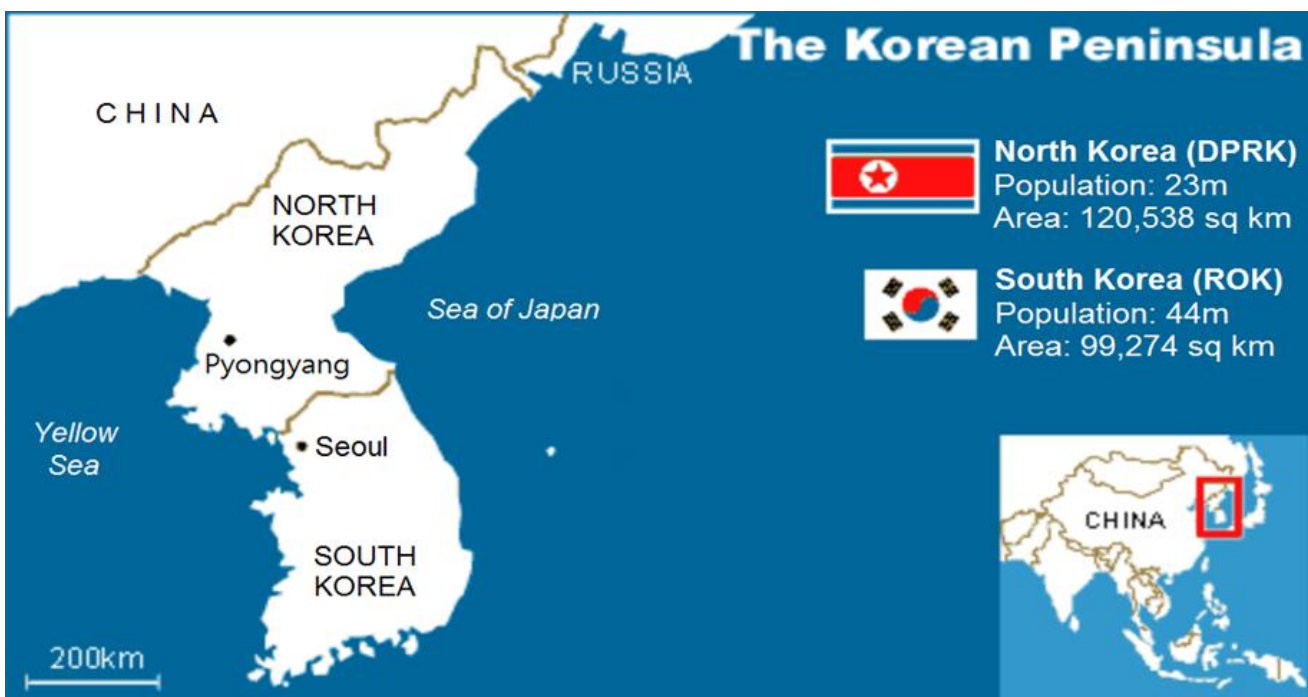 The Korean Peninsula
RUSSIA
CHINA
North Korea (DPRK)
Population: 23m
Area: 120,538 sq km
NORTH
KOREA
South Korea (ROK)
Population: 44m
Area: 99,274 sq km
Sea of Japan
Pyongyang
Yellow
Sea
Seoul
CHINA
SOUTH
KOREA
200km